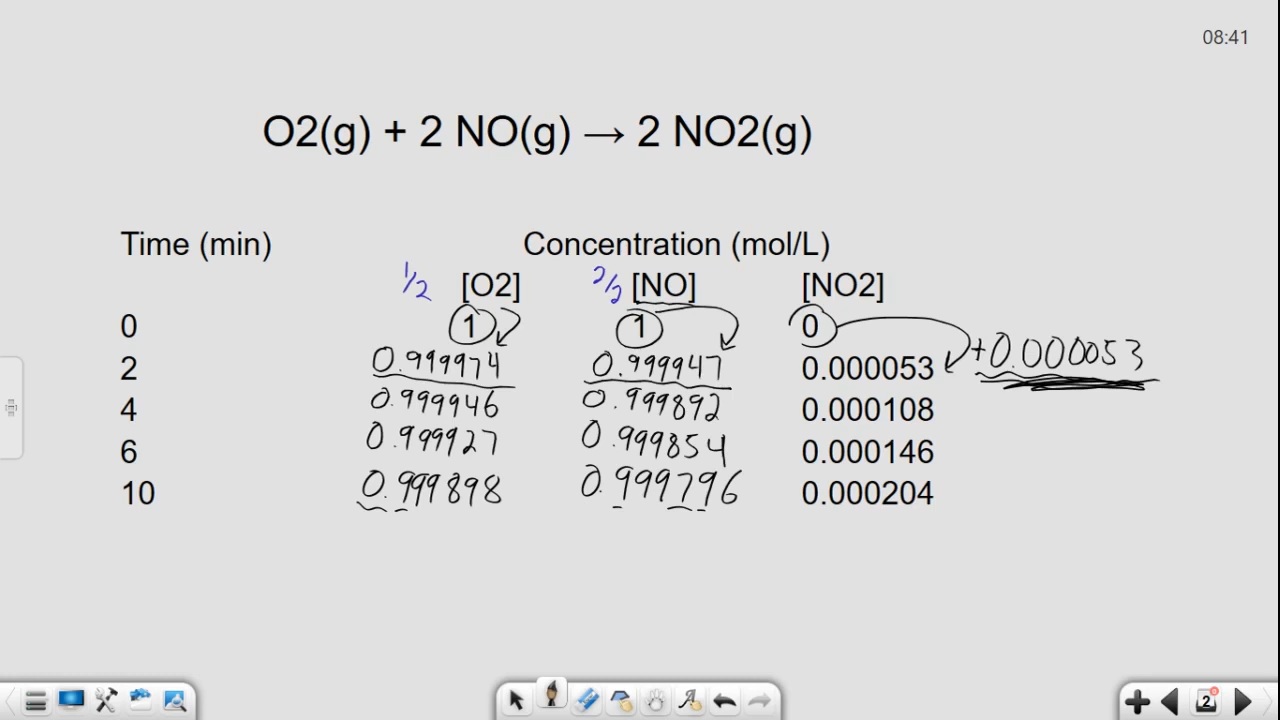 08:41
O2(g) + 2 NO(g) → 2 NO2(g)
Time (min) Concentration (mol/L)
1/2 [O2] 2/2 [NO] [NO2]
0 1 1 0
2 0.999974 0.999947 0.000053 +0.000053
4 0.999946 0.999892 0.000108
6 0.999927 0.999854 0.000146
10 0.999898 0.999796 0.000204
2